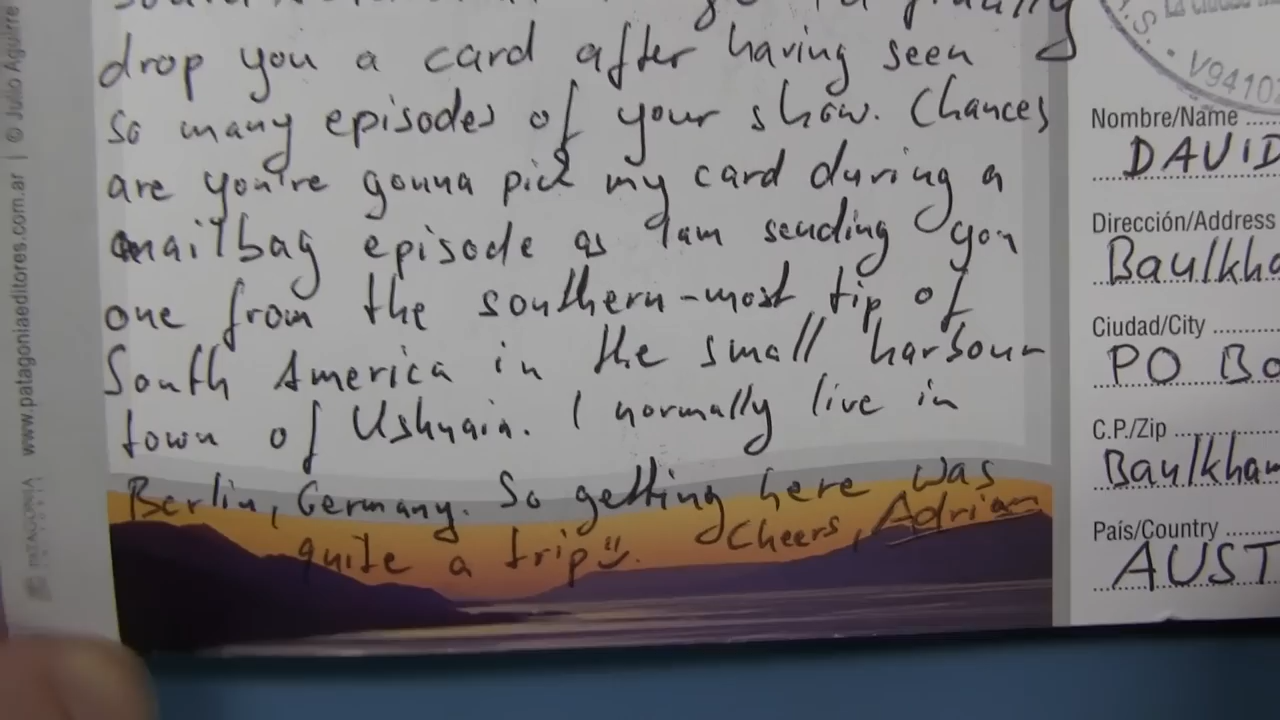 drop you a card after having seen
so many episodes of your show. Chances
are you're gonna pick my card during a
mailbag episode as I am sending you
one from the southern-most tip of
South America in the small harbour
town of Ushuaia. I normally live in
Berlin, Germany. So getting here was
quite a trip. Cheers, Adrian
Nombre/Name
DAVID
Dirección/Address
Baulkha
Ciudad/City
PO Bo
C.P./Zip
Baulkham
País/Country
AUST
V9410
www.patagoniaeditores.com.ar | © Julio Aguirre
PATAGONIA